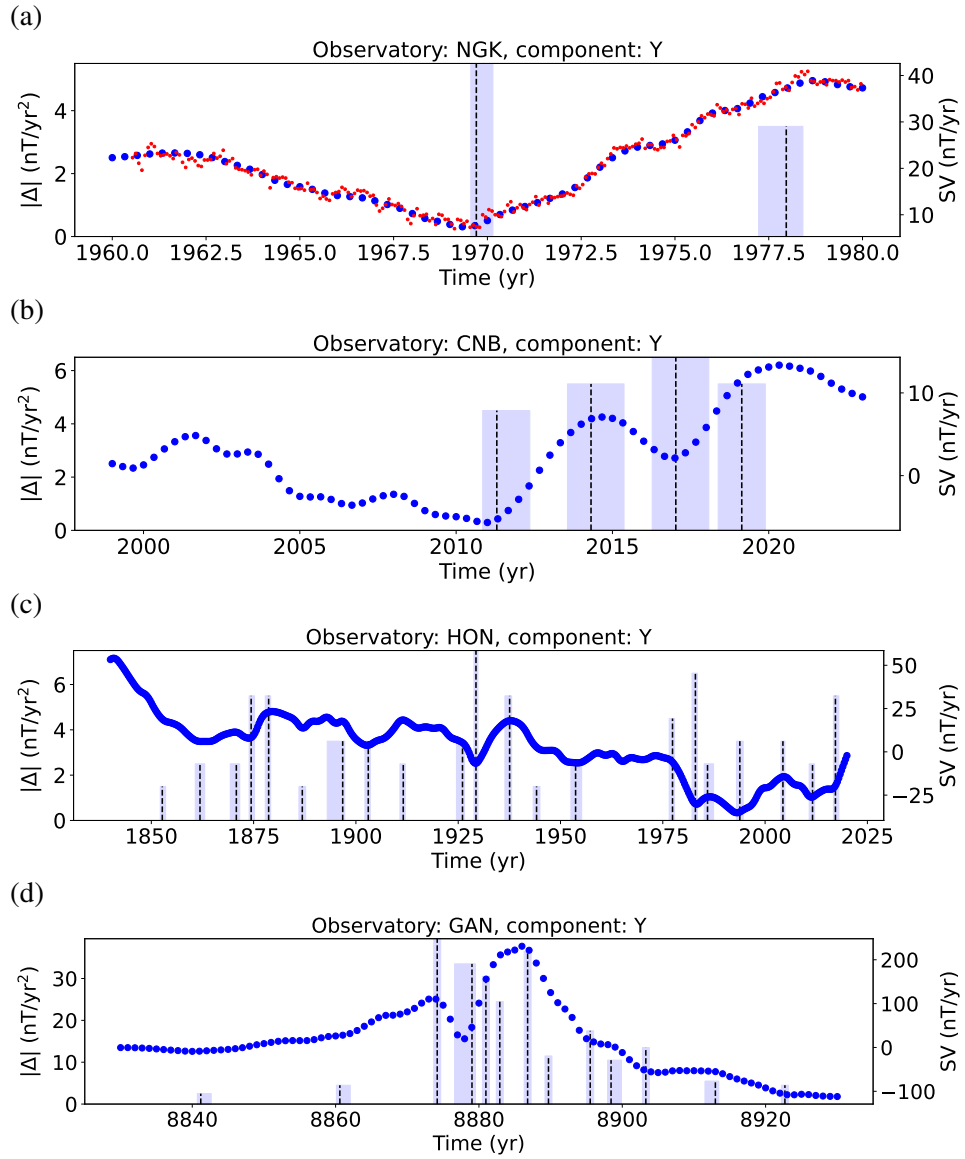 (a)
Observatory: NGK, component: Y
|Δ| (nT/yr²)
SV (nT/yr)
4
2
0
40
30
20
10
1960.0 1962.5 1965.0 1967.5 1970.0 1972.5 1975.0 1977.5 1980.0
Time (yr)
(b)
Observatory: CNB, component: Y
|Δ| (nT/yr²)
SV (nT/yr)
6
4
2
0
10
0
2000 2005 2010 2015 2020
Time (yr)
(c)
Observatory: HON, component: Y
|Δ| (nT/yr²)
SV (nT/yr)
6
4
2
0
50
25
0
−25
1850 1875 1900 1925 1950 1975 2000 2025
Time (yr)
(d)
Observatory: GAN, component: Y
|Δ| (nT/yr²)
SV (nT/yr)
30
20
10
0
200
100
0
−100
8840 8860 8880 8900 8920
Time (yr)